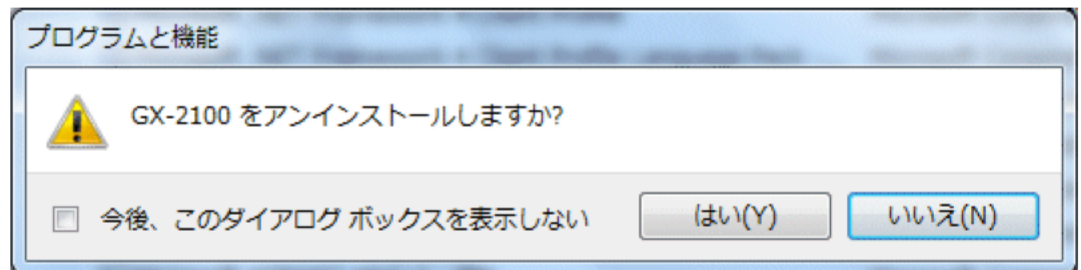 プログラムと機能
GX-2100 をアンインストールしますか?
今後、このダイアログ ボックスを表示しない
はい(Y)
いいえ(N)